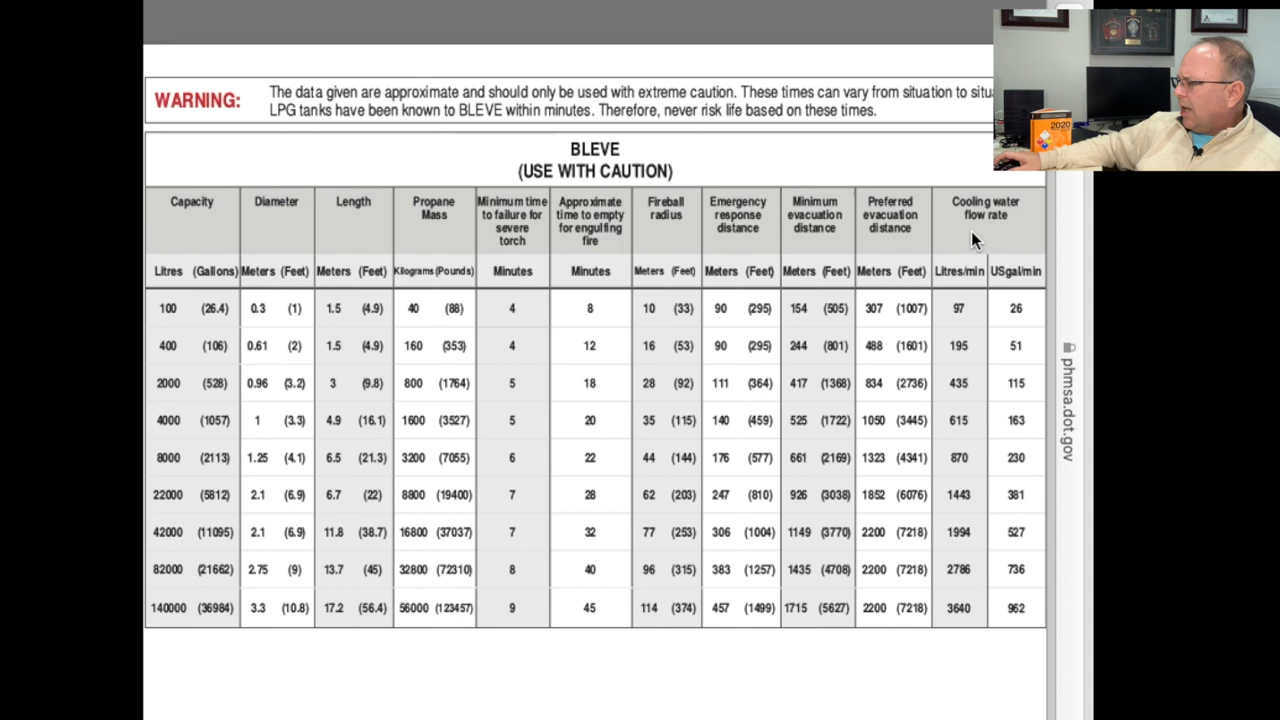 WARNING: The data given are approximate and should only be used with extreme caution. These times can vary from situation to
LPG tanks have been known to BLEVE within minutes. Therefore, never risk life based on these times.
2020
BLEVE
(USE WITH CAUTION)
Capacity Diameter Length Propane Mass Minimum time to failure for severe torch Approximate time to empty for engulfing fire Fireball radius Emergency response distance Minimum evacuation distance Preferred evacuation distance Cooling water flow rate
Litres (Gallons) Meters (Feet) Meters (Feet) Kilograms (Pounds) Minutes Minutes Meters (Feet) Meters (Feet) Meters (Feet) Meters (Feet) Litres/min USgal/min
100 (26.4) 0.3 (1) 1.5 (4.9) 40 (88) 4 8 10 (33) 90 (295) 154 (505) 307 (1007) 97 26
400 (106) 0.61 (2) 1.5 (4.9) 160 (353) 4 12 16 (53) 90 (295) 244 (801) 488 (1601) 195 51
2000 (528) 0.96 (3.2) 3 (9.8) 800 (1764) 5 18 28 (92) 111 (364) 417 (1368) 834 (2736) 435 115
4000 (1057) 1 (3.3) 4.9 (16.1) 1600 (3527) 5 20 35 (115) 140 (459) 525 (1722) 1050 (3445) 615 163
8000 (2113) 1.25 (4.1) 6.5 (21.3) 3200 (7055) 6 22 44 (144) 176 (577) 661 (2169) 1323 (4341) 870 230
22000 (5812) 2.1 (6.9) 6.7 (22) 8800 (19400) 7 28 62 (203) 247 (810) 926 (3038) 1852 (6076) 1443 381
42000 (11095) 2.1 (6.9) 11.8 (38.7) 16800 (37037) 7 32 77 (253) 306 (1004) 1149 (3770) 2200 (7218) 1994 527
82000 (21662) 2.75 (9) 13.7 (45) 32800 (72310) 8 40 96 (315) 383 (1257) 1435 (4708) 2200 (7218) 2786 736
140000 (36984) 3.3 (10.8) 17.2 (56.4) 56000 (123457) 9 45 114 (374) 457 (1499) 1715 (5627) 2200 (7218) 3640 962
phmsa.dot.gov